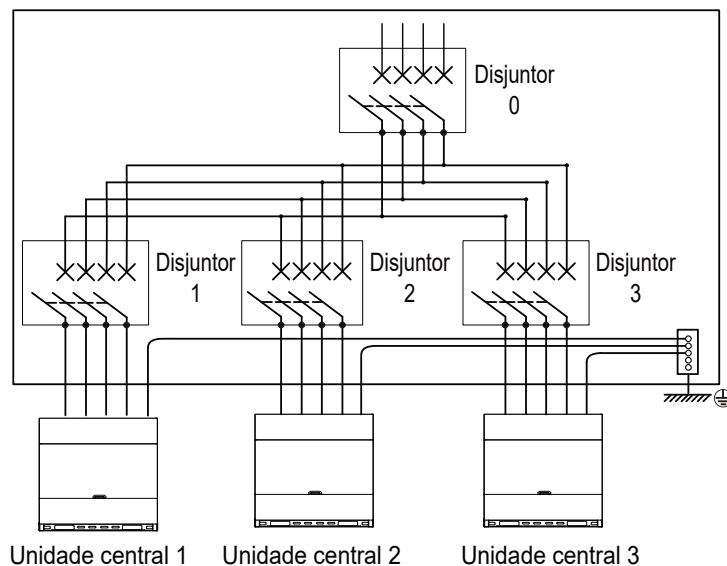 Disjuntor
0
Disjuntor
1
Disjuntor
2
Disjuntor
3
Unidade central 1
Unidade central 2
Unidade central 3